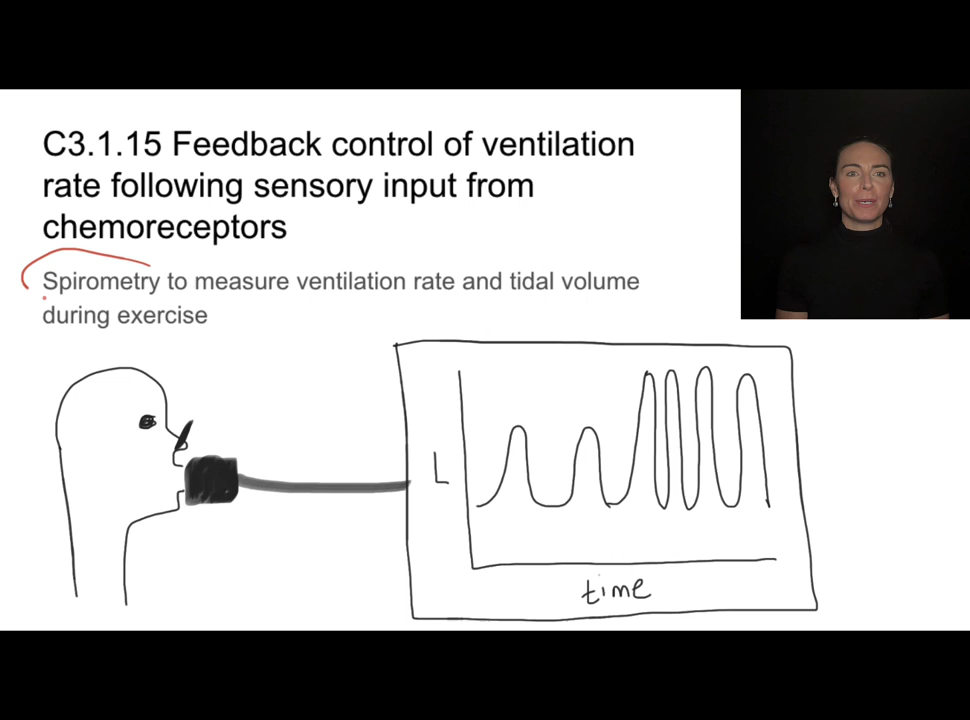 C3.1.15 Feedback control of ventilation
rate following sensory input from
chemoreceptors
Spirometry to measure ventilation rate and tidal volume
during exercise
L
time